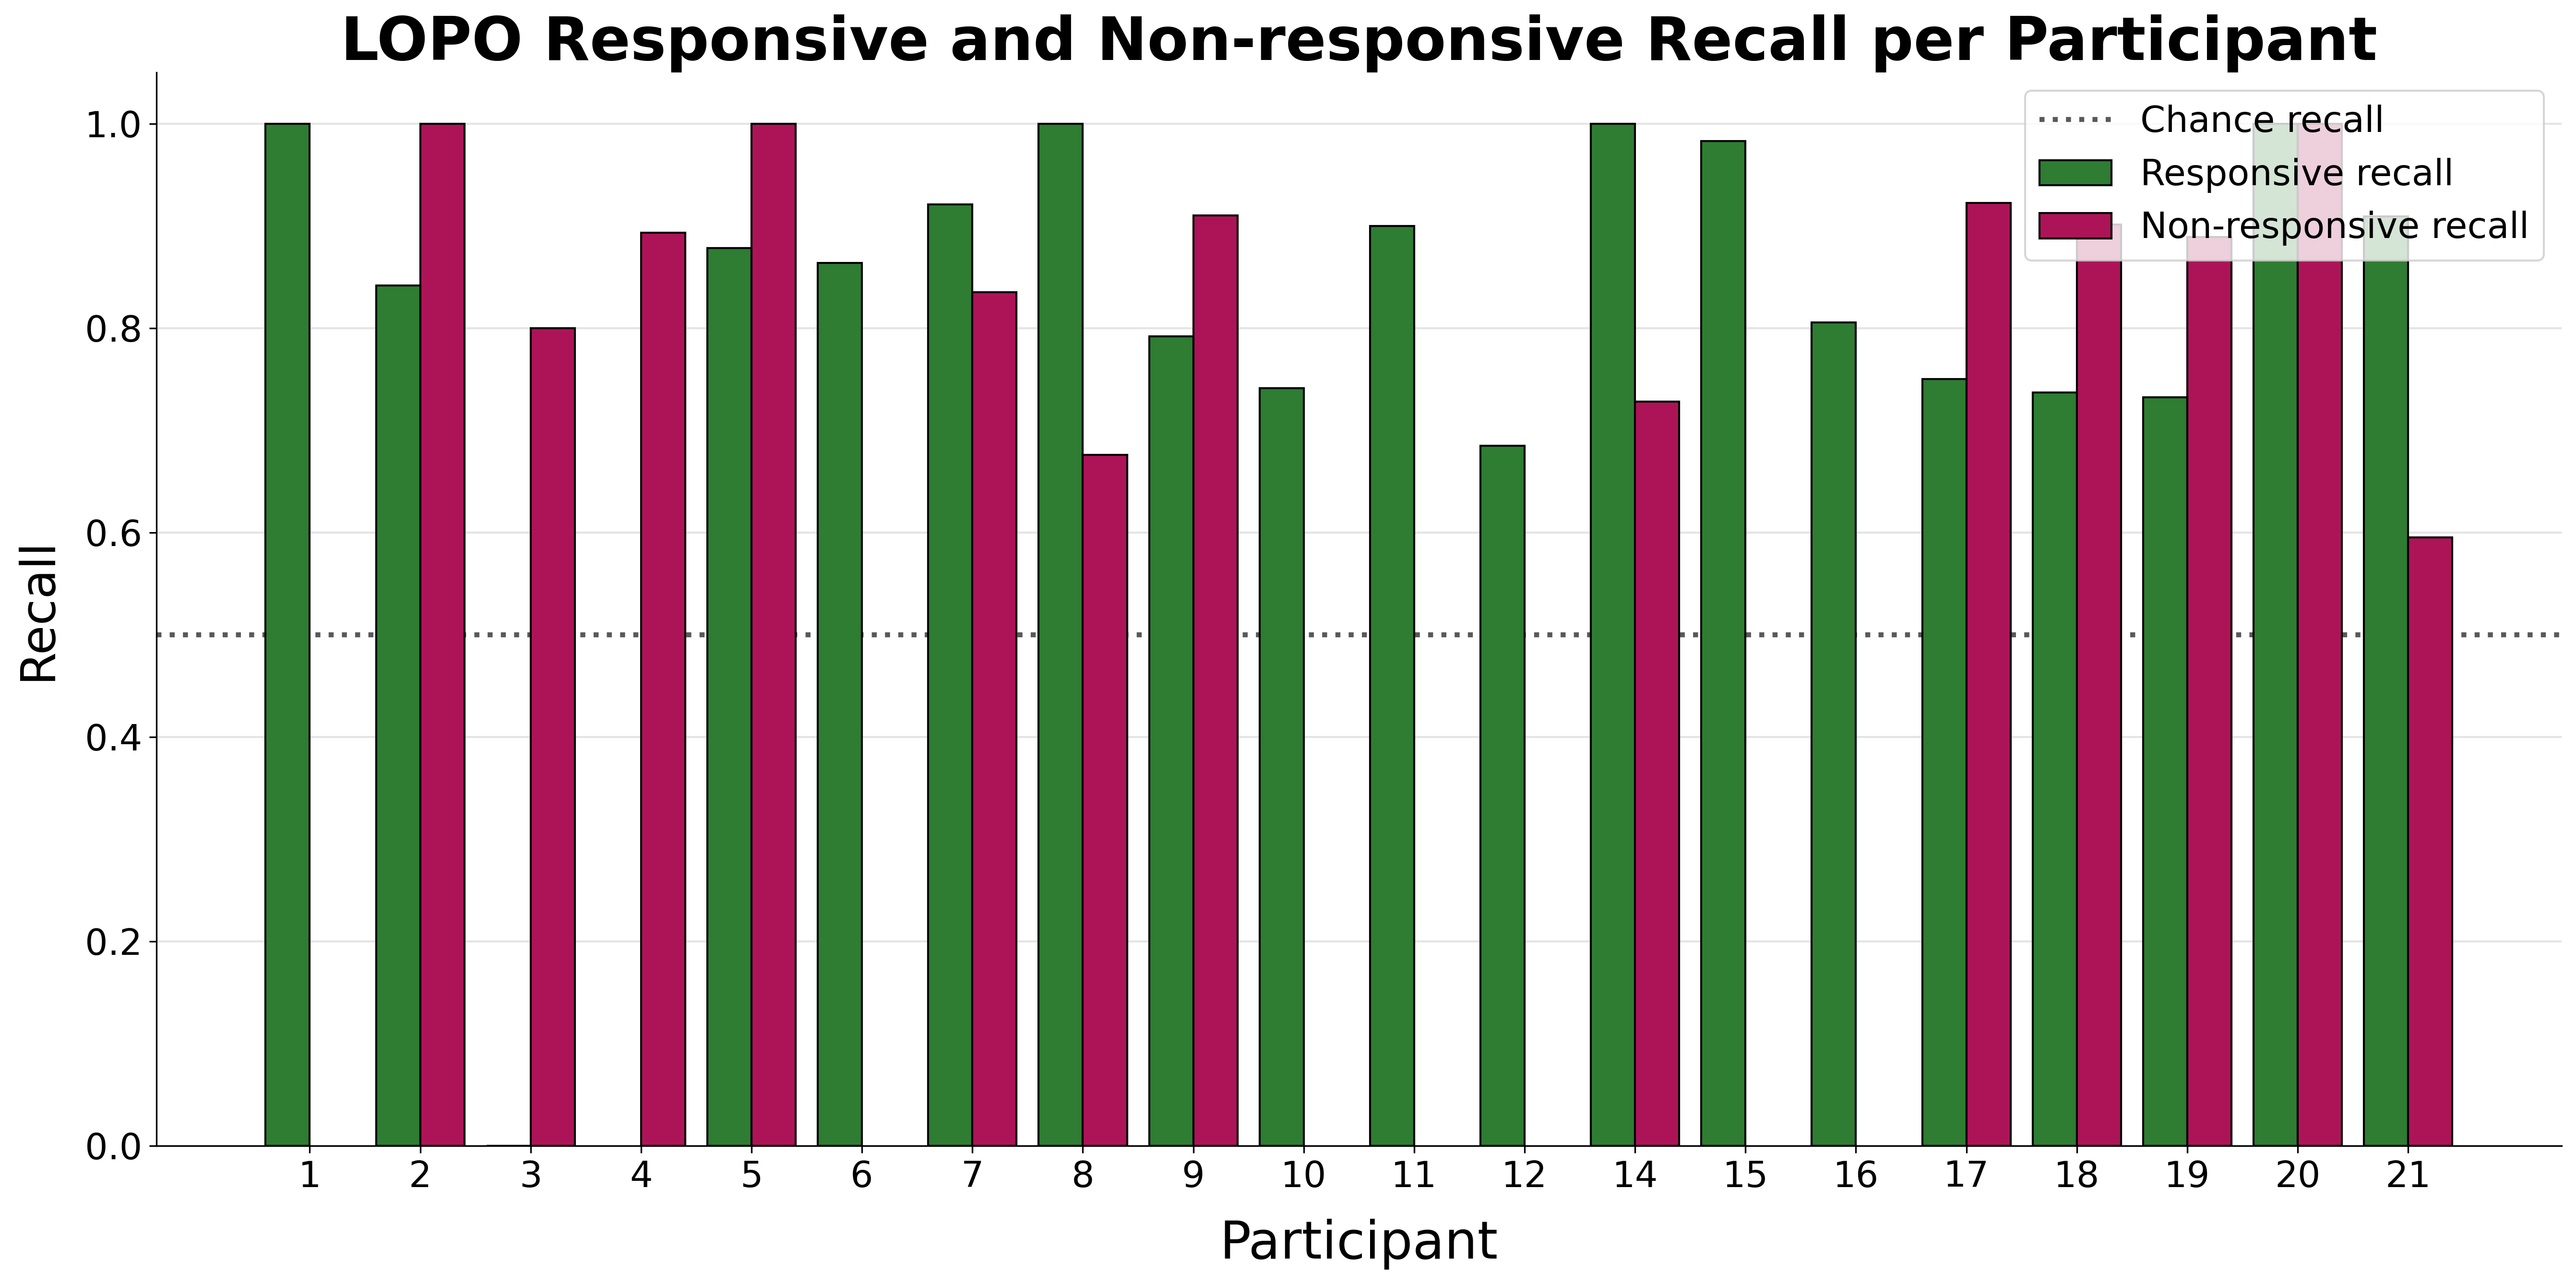 LOPO Responsive and Non-responsive Recall per Participant
Chance recall
Responsive recall
Non-responsive recall
1.0
0.8
0.6
0.4
0.2
0.0
Recall
1 2 3 4 5 6 7 8 9 10 11 12 14 15 16 17 18 19 20 21
Participant